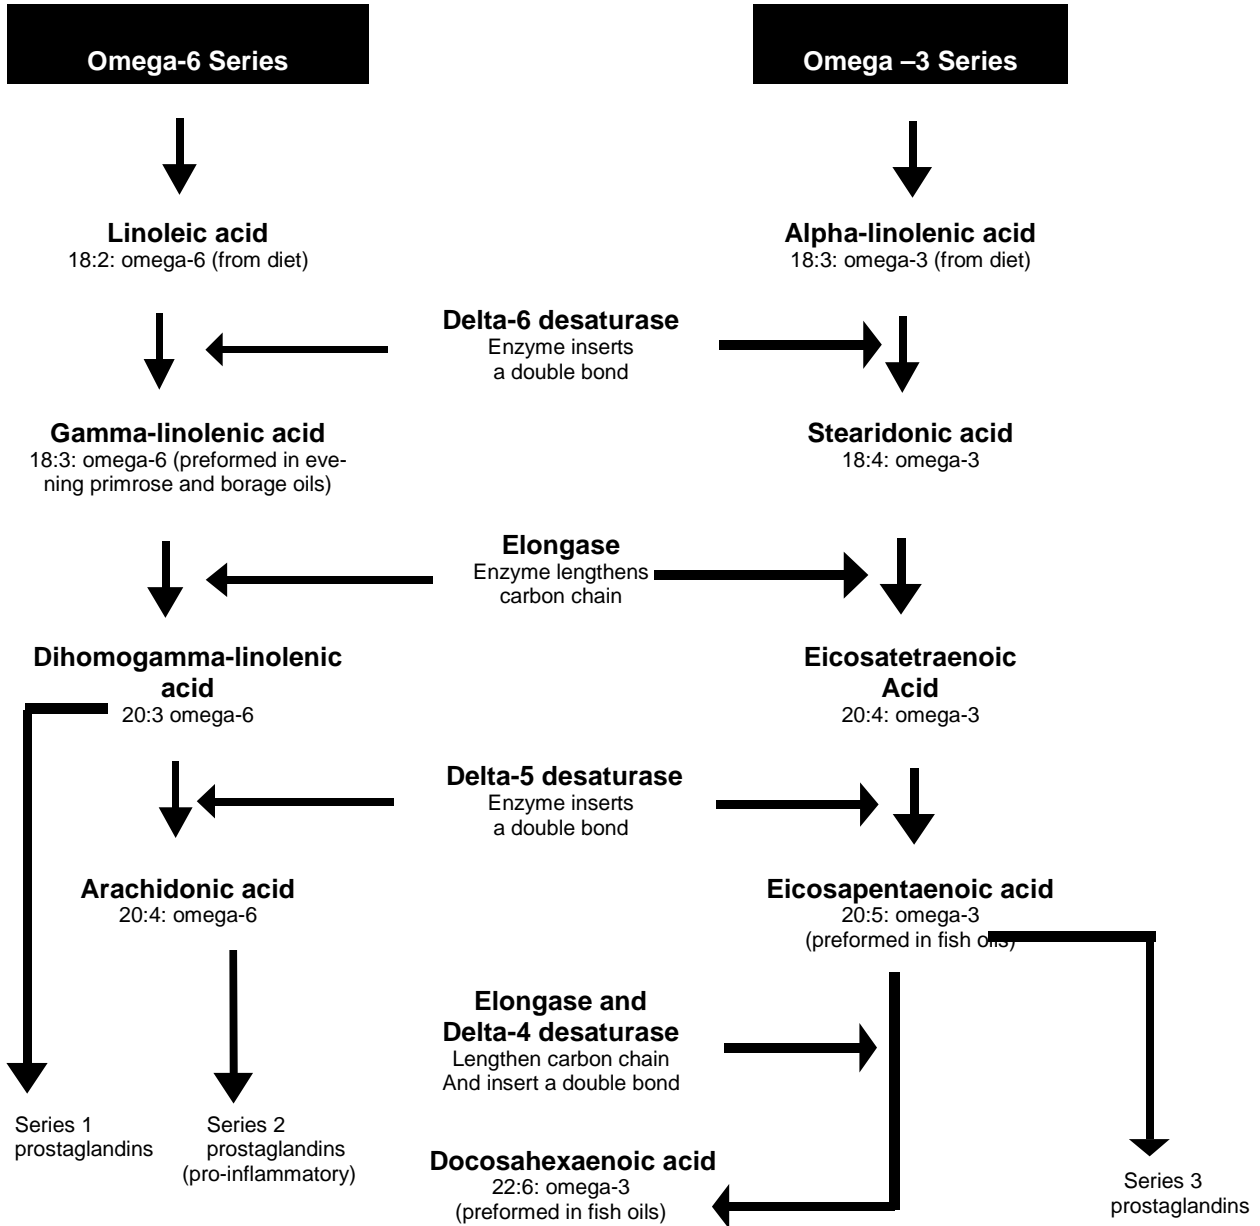 Omega-6 Series
Omega –3 Series
Linoleic acid
18:2: omega-6 (from diet)
Alpha-linolenic acid
18:3: omega-3 (from diet)
Delta-6 desaturase
Enzyme inserts
a double bond
Gamma-linolenic acid
18:3: omega-6 (preformed in eve-
ning primrose and borage oils)
Stearidonic acid
18:4: omega-3
Elongase
Enzyme lengthens
carbon chain
Dihomogamma-linolenic
acid
20:3 omega-6
Eicosatetraenoic
Acid
20:4: omega-3
Delta-5 desaturase
Enzyme inserts
a double bond
Arachidonic acid
20:4: omega-6
Eicosapentaenoic acid
20:5: omega-3
(preformed in fish oils)
Elongase and
Delta-4 desaturase
Lengthen carbon chain
And insert a double bond
Series 1
prostaglandins
Series 2
prostaglandins
(pro-inflammatory)
Docosahexaenoic acid
22:6: omega-3
(preformed in fish oils)
Series 3
prostaglandins